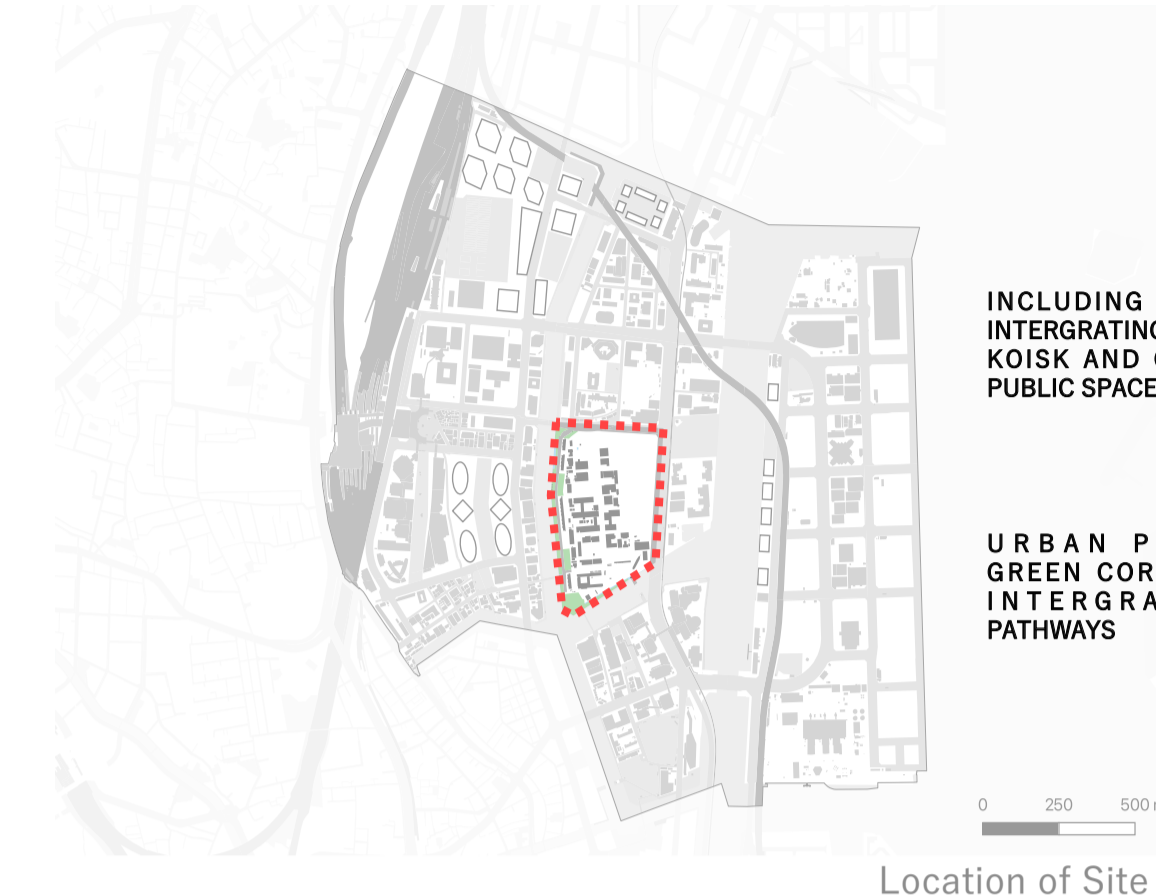 INCLUDING
INTERGRATING
KOISK AND
PUBLIC SPACE
URBAN P
GREEN COR
INTERGRA
PATHWAYS
0 250 500
Location of Site